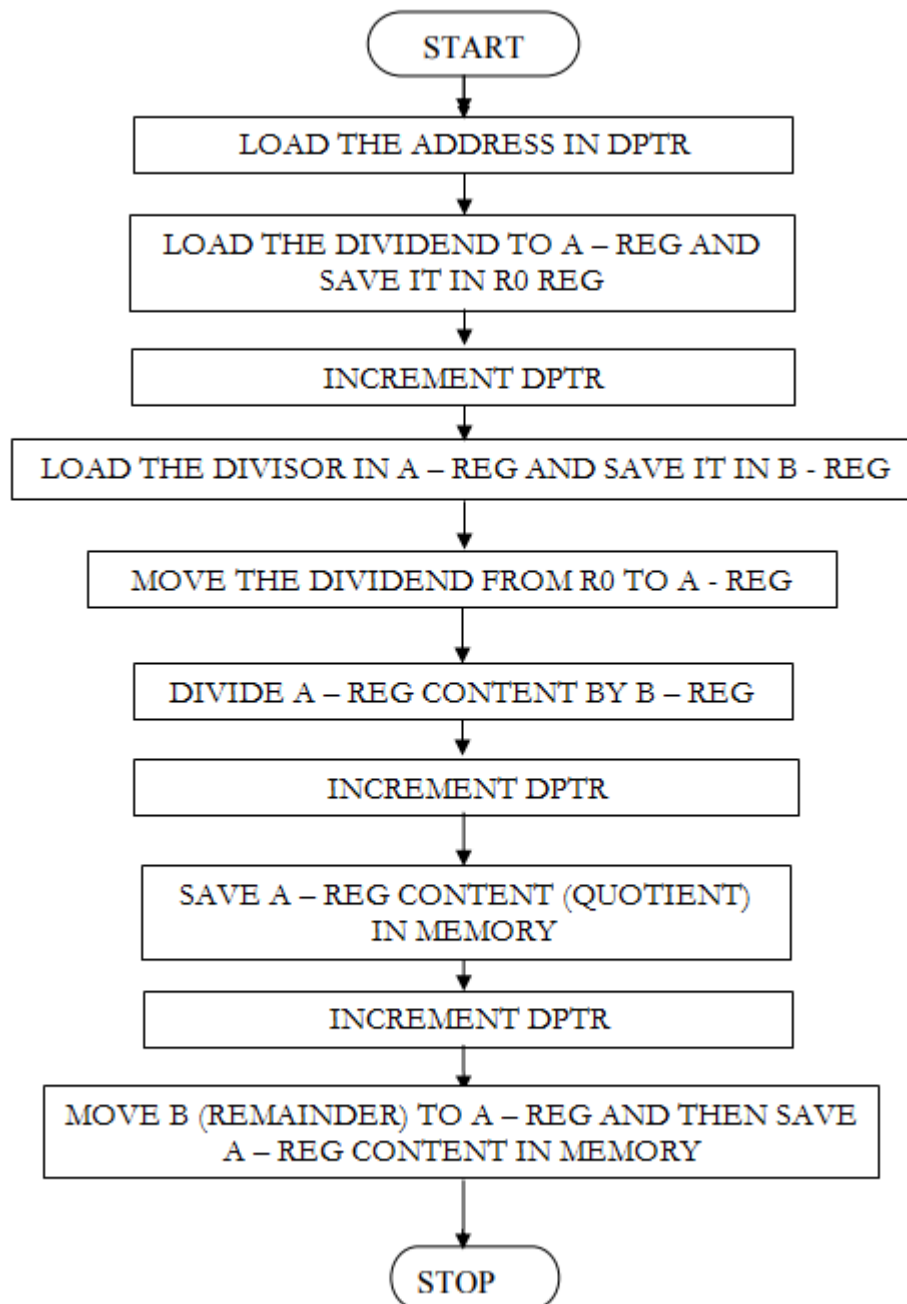 START
LOAD THE ADDRESS IN DPTR
LOAD THE DIVIDEND TO A – REG AND
SAVE IT IN R0 REG
INCREMENT DPTR
LOAD THE DIVISOR IN A – REG AND SAVE IT IN B - REG
MOVE THE DIVIDEND FROM R0 TO A - REG
DIVIDE A – REG CONTENT BY B – REG
INCREMENT DPTR
SAVE A – REG CONTENT (QUOTIENT)
IN MEMORY
INCREMENT DPTR
MOVE B (REMAINDER) TO A – REG AND THEN SAVE
A – REG CONTENT IN MEMORY
STOP